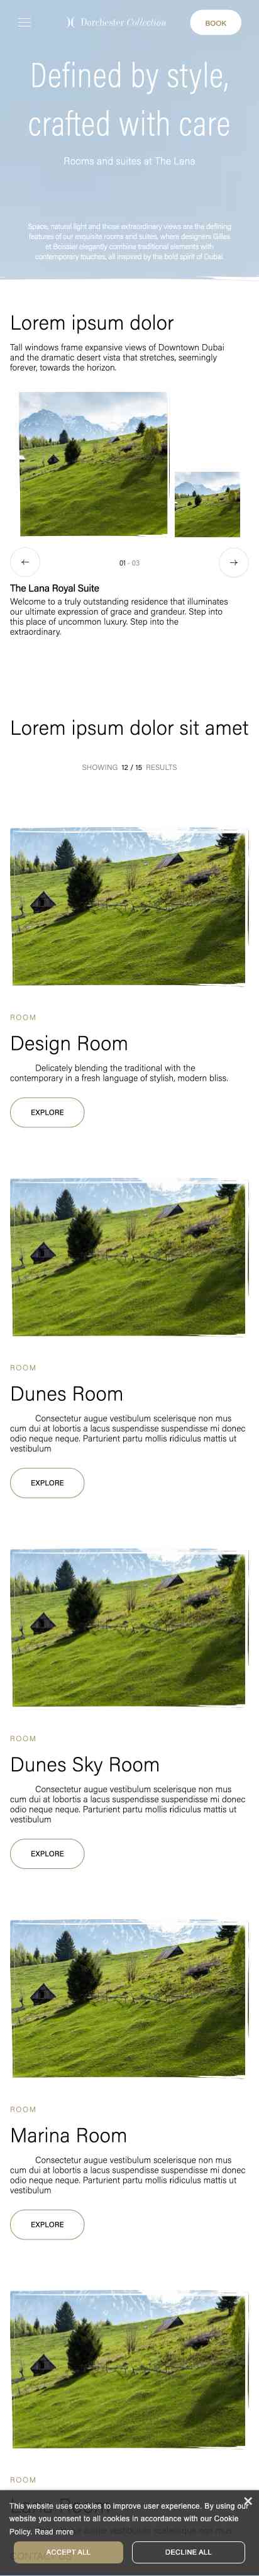 Dorchester Collection
BOOK
Defined by style,
crafted with care
Rooms and suites at The Lana
Space, natural light and those extraordinary views are the defining
features of our exquisite rooms and suites, where designers Gilles
et Boissier elegantly combine traditional elements with
contemporary touches, all inspired by the bold spirit of Dubai.
Lorem ipsum dolor
Tall windows frame expansive views of Downtown Dubai
and the dramatic desert vista that stretches, seemingly
forever, towards the horizon.
01 - 03
The Lana Royal Suite
Welcome to a truly outstanding residence that illuminates
our ultimate expression of grace and grandeur. Step into
this place of uncommon luxury. Step into the
extraordinary.
Lorem ipsum dolor sit amet
SHOWING 12 / 15 RESULTS
ROOM
Design Room
Delicately blending the traditional with the
contemporary in a fresh language of stylish, modern bliss.
EXPLORE
ROOM
Dunes Room
Consectetur augue vestibulum scelerisque non mus
cum dui at lobortis a lacus suspendisse suspendisse mi donec
odio neque neque. Parturient partu mollis ridiculus mattis ut
vestibulum
EXPLORE
ROOM
Dunes Sky Room
Consectetur augue vestibulum scelerisque non mus
cum dui at lobortis a lacus suspendisse suspendisse mi donec
odio neque neque. Parturient partu mollis ridiculus mattis ut
vestibulum
EXPLORE
ROOM
Marina Room
Consectetur augue vestibulum scelerisque non mus
cum dui at lobortis a lacus suspendisse suspendisse mi donec
odio neque neque. Parturient partu mollis ridiculus mattis ut
vestibulum
EXPLORE
ROOM
This website uses cookies to improve user experience. By using our
website you consent to all cookies in accordance with our Cookie
Policy. Read more
ACCEPT ALL
DECLINE ALL